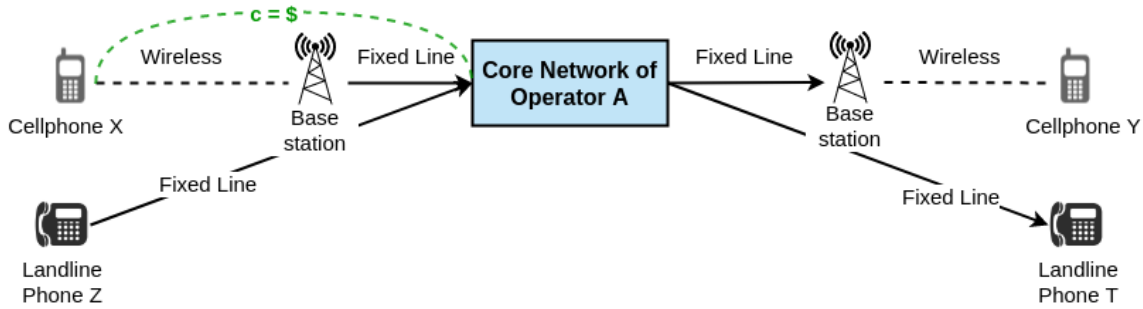 c = $
Wireless
Fixed Line
Core Network of
Operator A
Fixed Line
Wireless
Cellphone X
Base
station
Base
station
Cellphone Y
Fixed Line
Fixed Line
Landline
Phone Z
Landline
Phone T